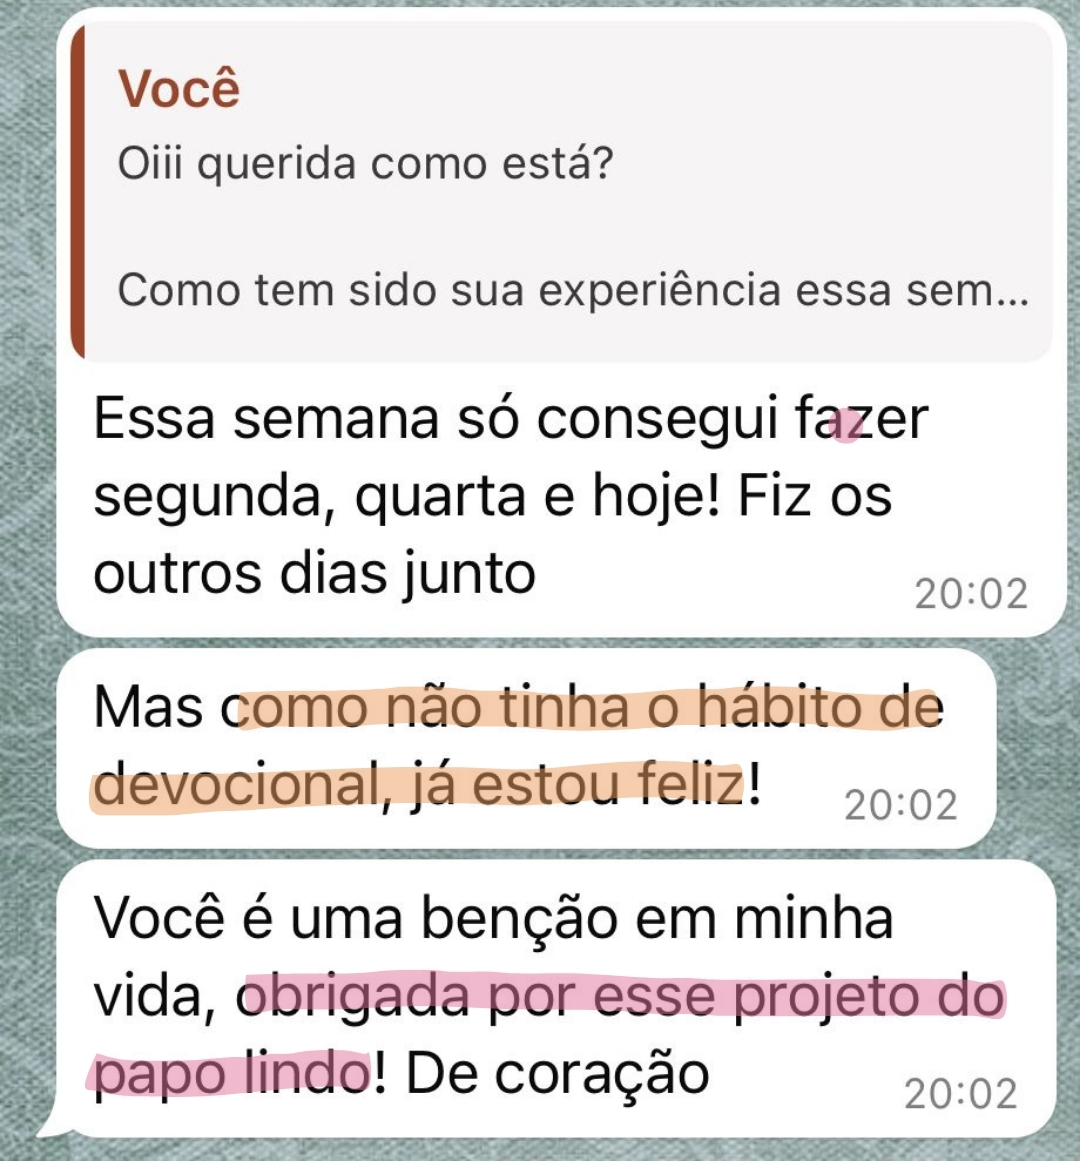 Você
Oiii querida como está?
Como tem sido sua experiência essa sem...
Essa semana só consegui fazer
segunda, quarta e hoje! Fiz os
outros dias junto
20:02
Mas como não tinha o hábito de
devocional, já estou feliz!
20:02
Você é uma benção em minha
vida, obrigada por esse projeto do
papo lindo! De coração
20:02